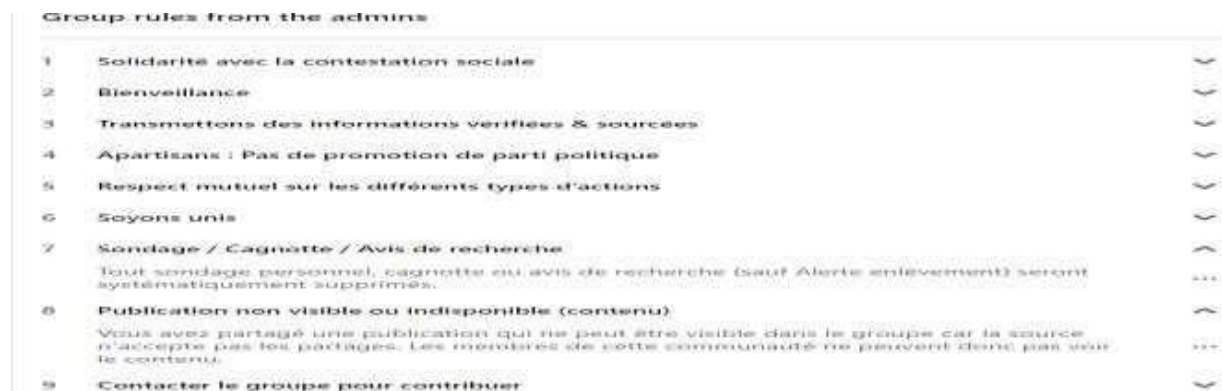 Group rules from the admins
1 Solidarité avec la contestation sociale
2 Bienveillance
3 Transmettons des informations vérifiées & sourcées
4 Apartisans : Pas de promotion de parti politique
5 Respect mutuel sur les différents types d'actions
6 Soyons unis
7 Sondage / Cagnotte / Avis de recherche
Tout sondage personnel, cagnotte ou avis de recherche (sauf Alerte enlèvement) seront
systématiquement supprimés.
8 Publication non visible ou indisponible (contenu)
Vous avez partagé une publication qui ne peut être visible dans le groupe car la source
n'accepte pas les partages. Les membres de cette communauté ne peuvent donc pas voir
le contenu.
9 Contacter le groupe pour contribuer